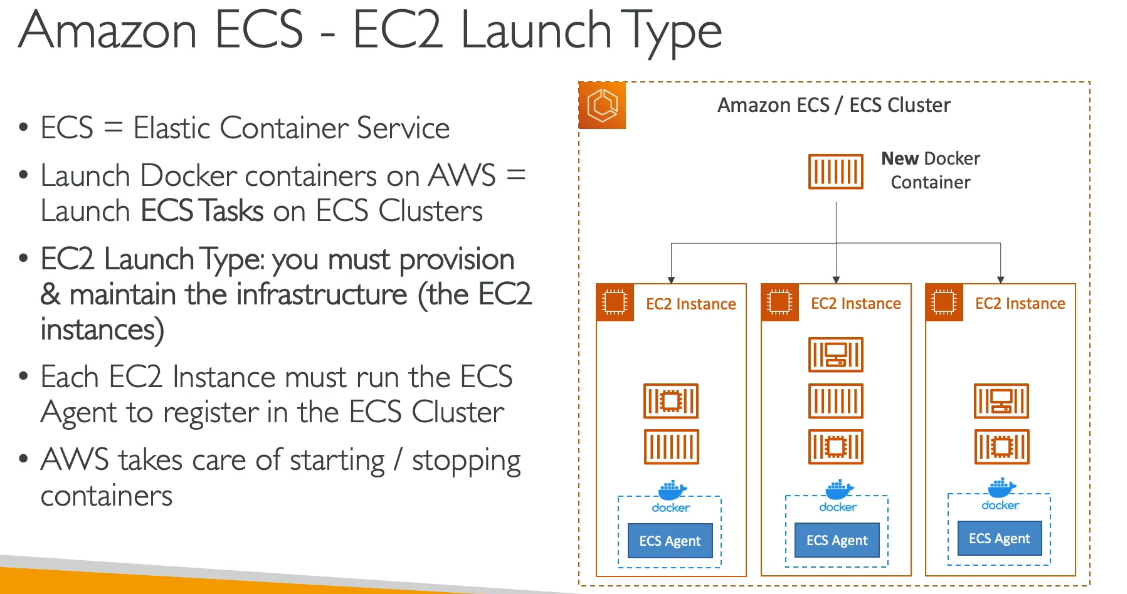 Amazon ECS - EC2 Launch Type
• ECS = Elastic Container Service
• Launch Docker containers on AWS =
Launch ECS Tasks on ECS Clusters
• EC2 Launch Type: you must provision
& maintain the infrastructure (the EC2
instances)
• Each EC2 Instance must run the ECS
Agent to register in the ECS Cluster
• AWS takes care of starting / stopping
containers
Amazon ECS / ECS Cluster
New Docker
Container
EC2 Instance
EC2 Instance
EC2 Instance
docker
docker
docker
ECS Agent
ECS Agent
ECS Agent